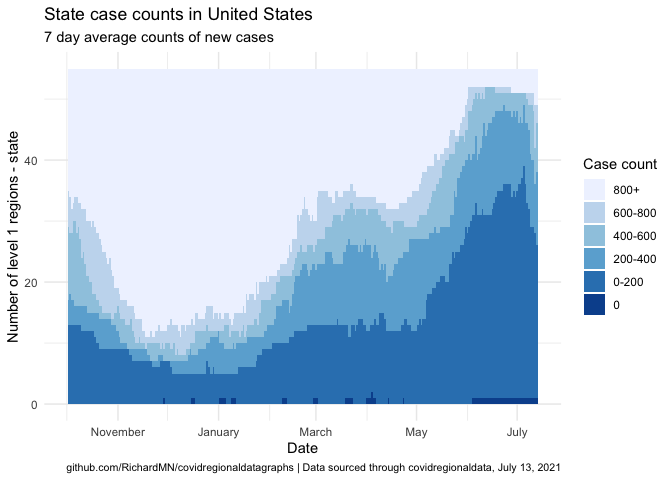 State case counts in United States
7 day average counts of new cases
Number of level 1 regions - state
40
20
0
November
January
March
May
July
Date
Case count
800+
600-800
400-600
200-400
0-200
0
github.com/RichardMN/covidregionaldatagraphs | Data sourced through covidregionaldata, July 13, 2021